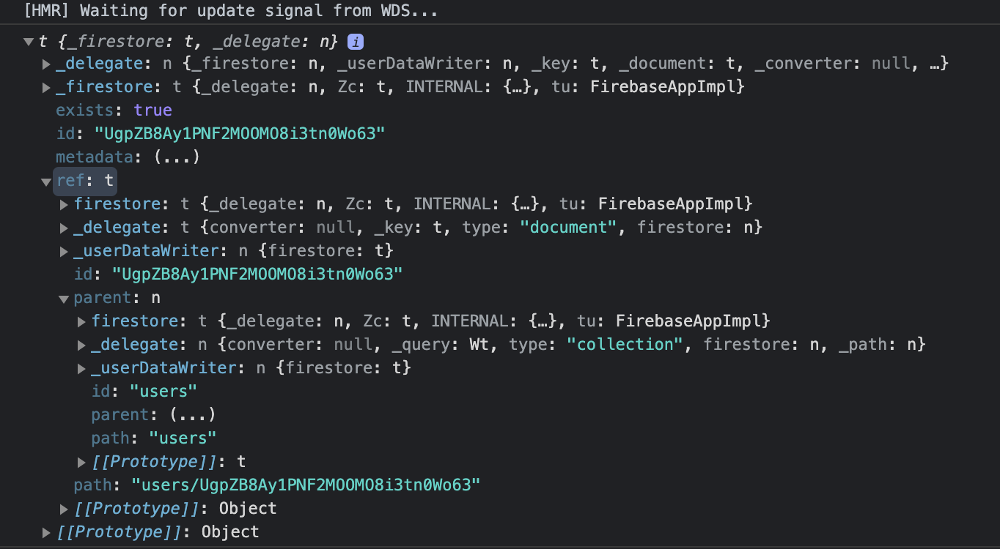 [HMR] Waiting for update signal from WDS...
▼t {_firestore: t, _delegate: n} i
▶_delegate: n {_firestore: n, _userDataWriter: n, _key: t, _document: t, _converter: null, …}
▶_firestore: t {_delegate: n, Zc: t, INTERNAL: {…}, tu: FirebaseAppImpl}
exists: true
id: "UgpZB8Ay1PNF2MOOMO8i3tn0Wo63"
metadata: (...)
▼ref: t
▶firestore: t {_delegate: n, Zc: t, INTERNAL: {…}, tu: FirebaseAppImpl}
▶_delegate: t {converter: null, _key: t, type: "document", firestore: n}
▶_userDataWriter: n {firestore: t}
id: "UgpZB8Ay1PNF2MOOMO8i3tn0Wo63"
▼parent: n
▶firestore: t {_delegate: n, Zc: t, INTERNAL: {…}, tu: FirebaseAppImpl}
▶_delegate: n {converter: null, _query: Wt, type: "collection", firestore: n, _path: n}
▶_userDataWriter: n {firestore: t}
id: "users"
parent: (...)
path: "users"
▶[[Prototype]]: t
path: "users/UgpZB8Ay1PNF2MOOMO8i3tn0Wo63"
▶[[Prototype]]: Object
▶[[Prototype]]: Object